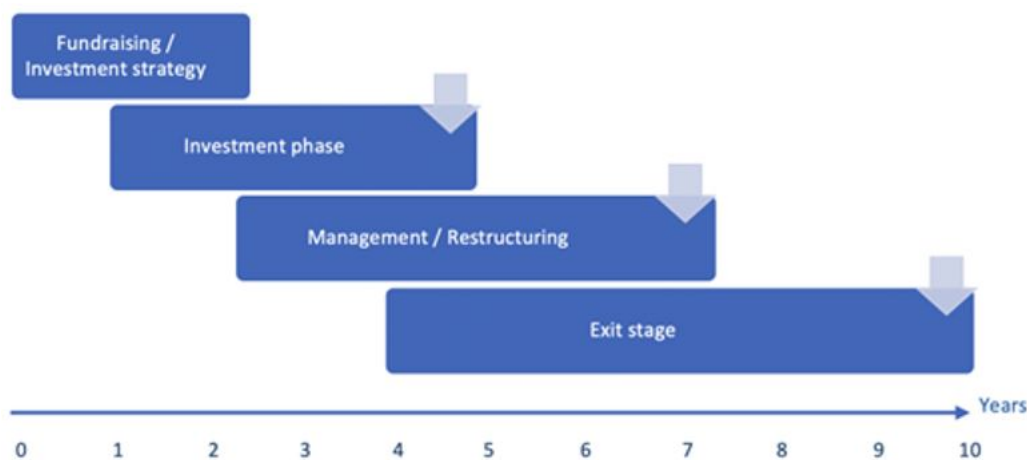 Fundraising /
Investment strategy
Investment phase
Management / Restructuring
Exit stage
Years
0 1 2 3 4 5 6 7 8 9 10